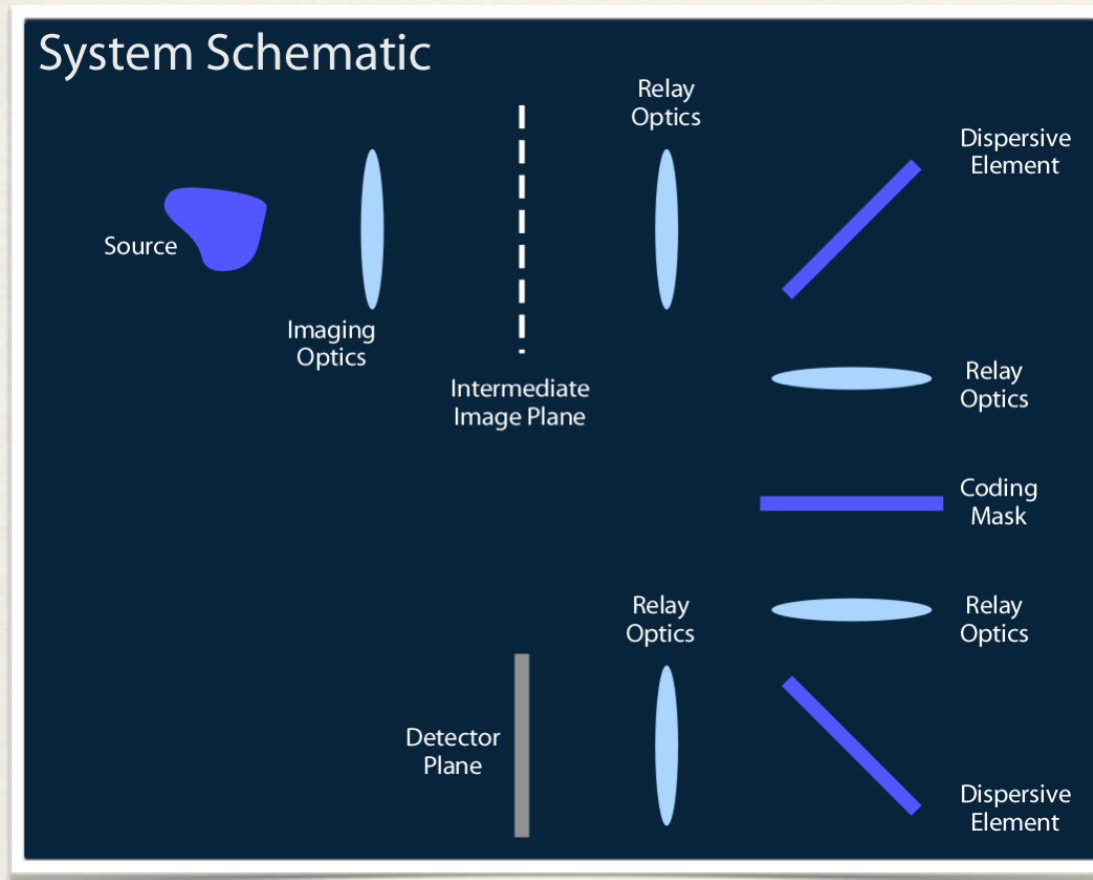 System Schematic
Relay
Optics
Dispersive
Element
Source
Imaging
Optics
Intermediate
Image Plane
Relay
Optics
Coding
Mask
Relay
Optics
Relay
Optics
Detector
Plane
Dispersive
Element